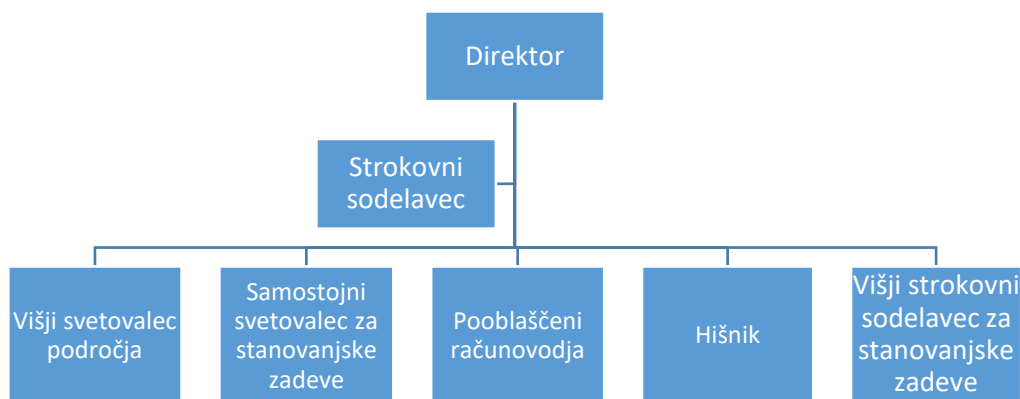 Direktor
Strokovni
sodelavec
Višji svetovalec
področja
Samostojni
svetovalec za
stanovanjske
zadeve
Pooblaščeni
računovodja
Hišnik
Višji strokovni
sodelavec za
stanovanjske
zadeve